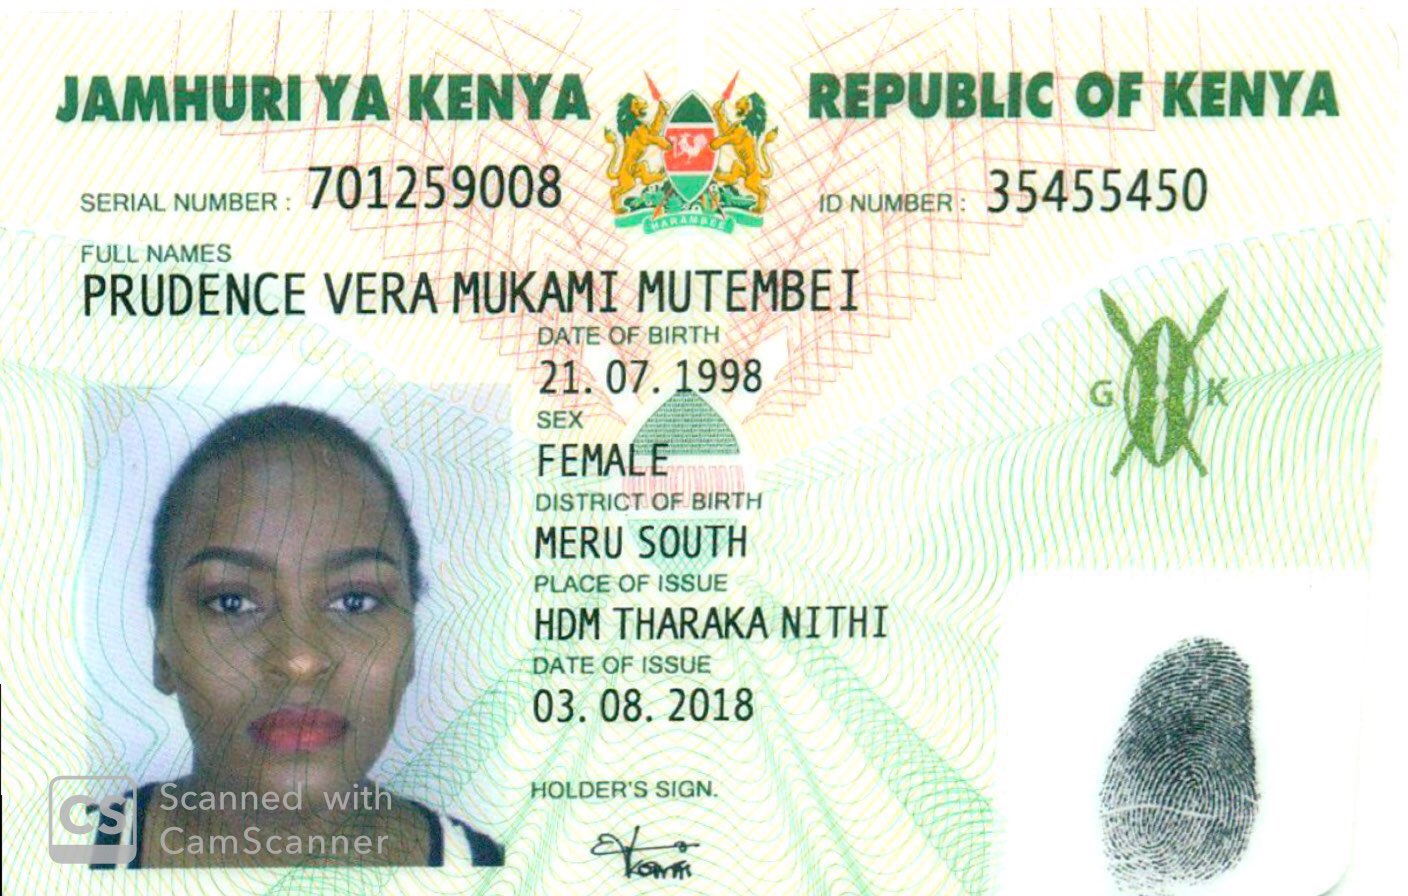 JAMHURI YA KENYA REPUBLIC OF KENYA
HARAMBEE
SERIAL NUMBER : 701259008 ID NUMBER : 35455450
FULL NAMES
PRUDENCE VERA MUKAMI MUTEMBEI
DATE OF BIRTH
21. 07. 1998
SEX
FEMALE
DISTRICT OF BIRTH
MERU SOUTH
PLACE OF ISSUE
HDM THARAKA NITHI
DATE OF ISSUE
03. 08. 2018
HOLDER'S SIGN.
G K
CS Scanned with
CamScanner